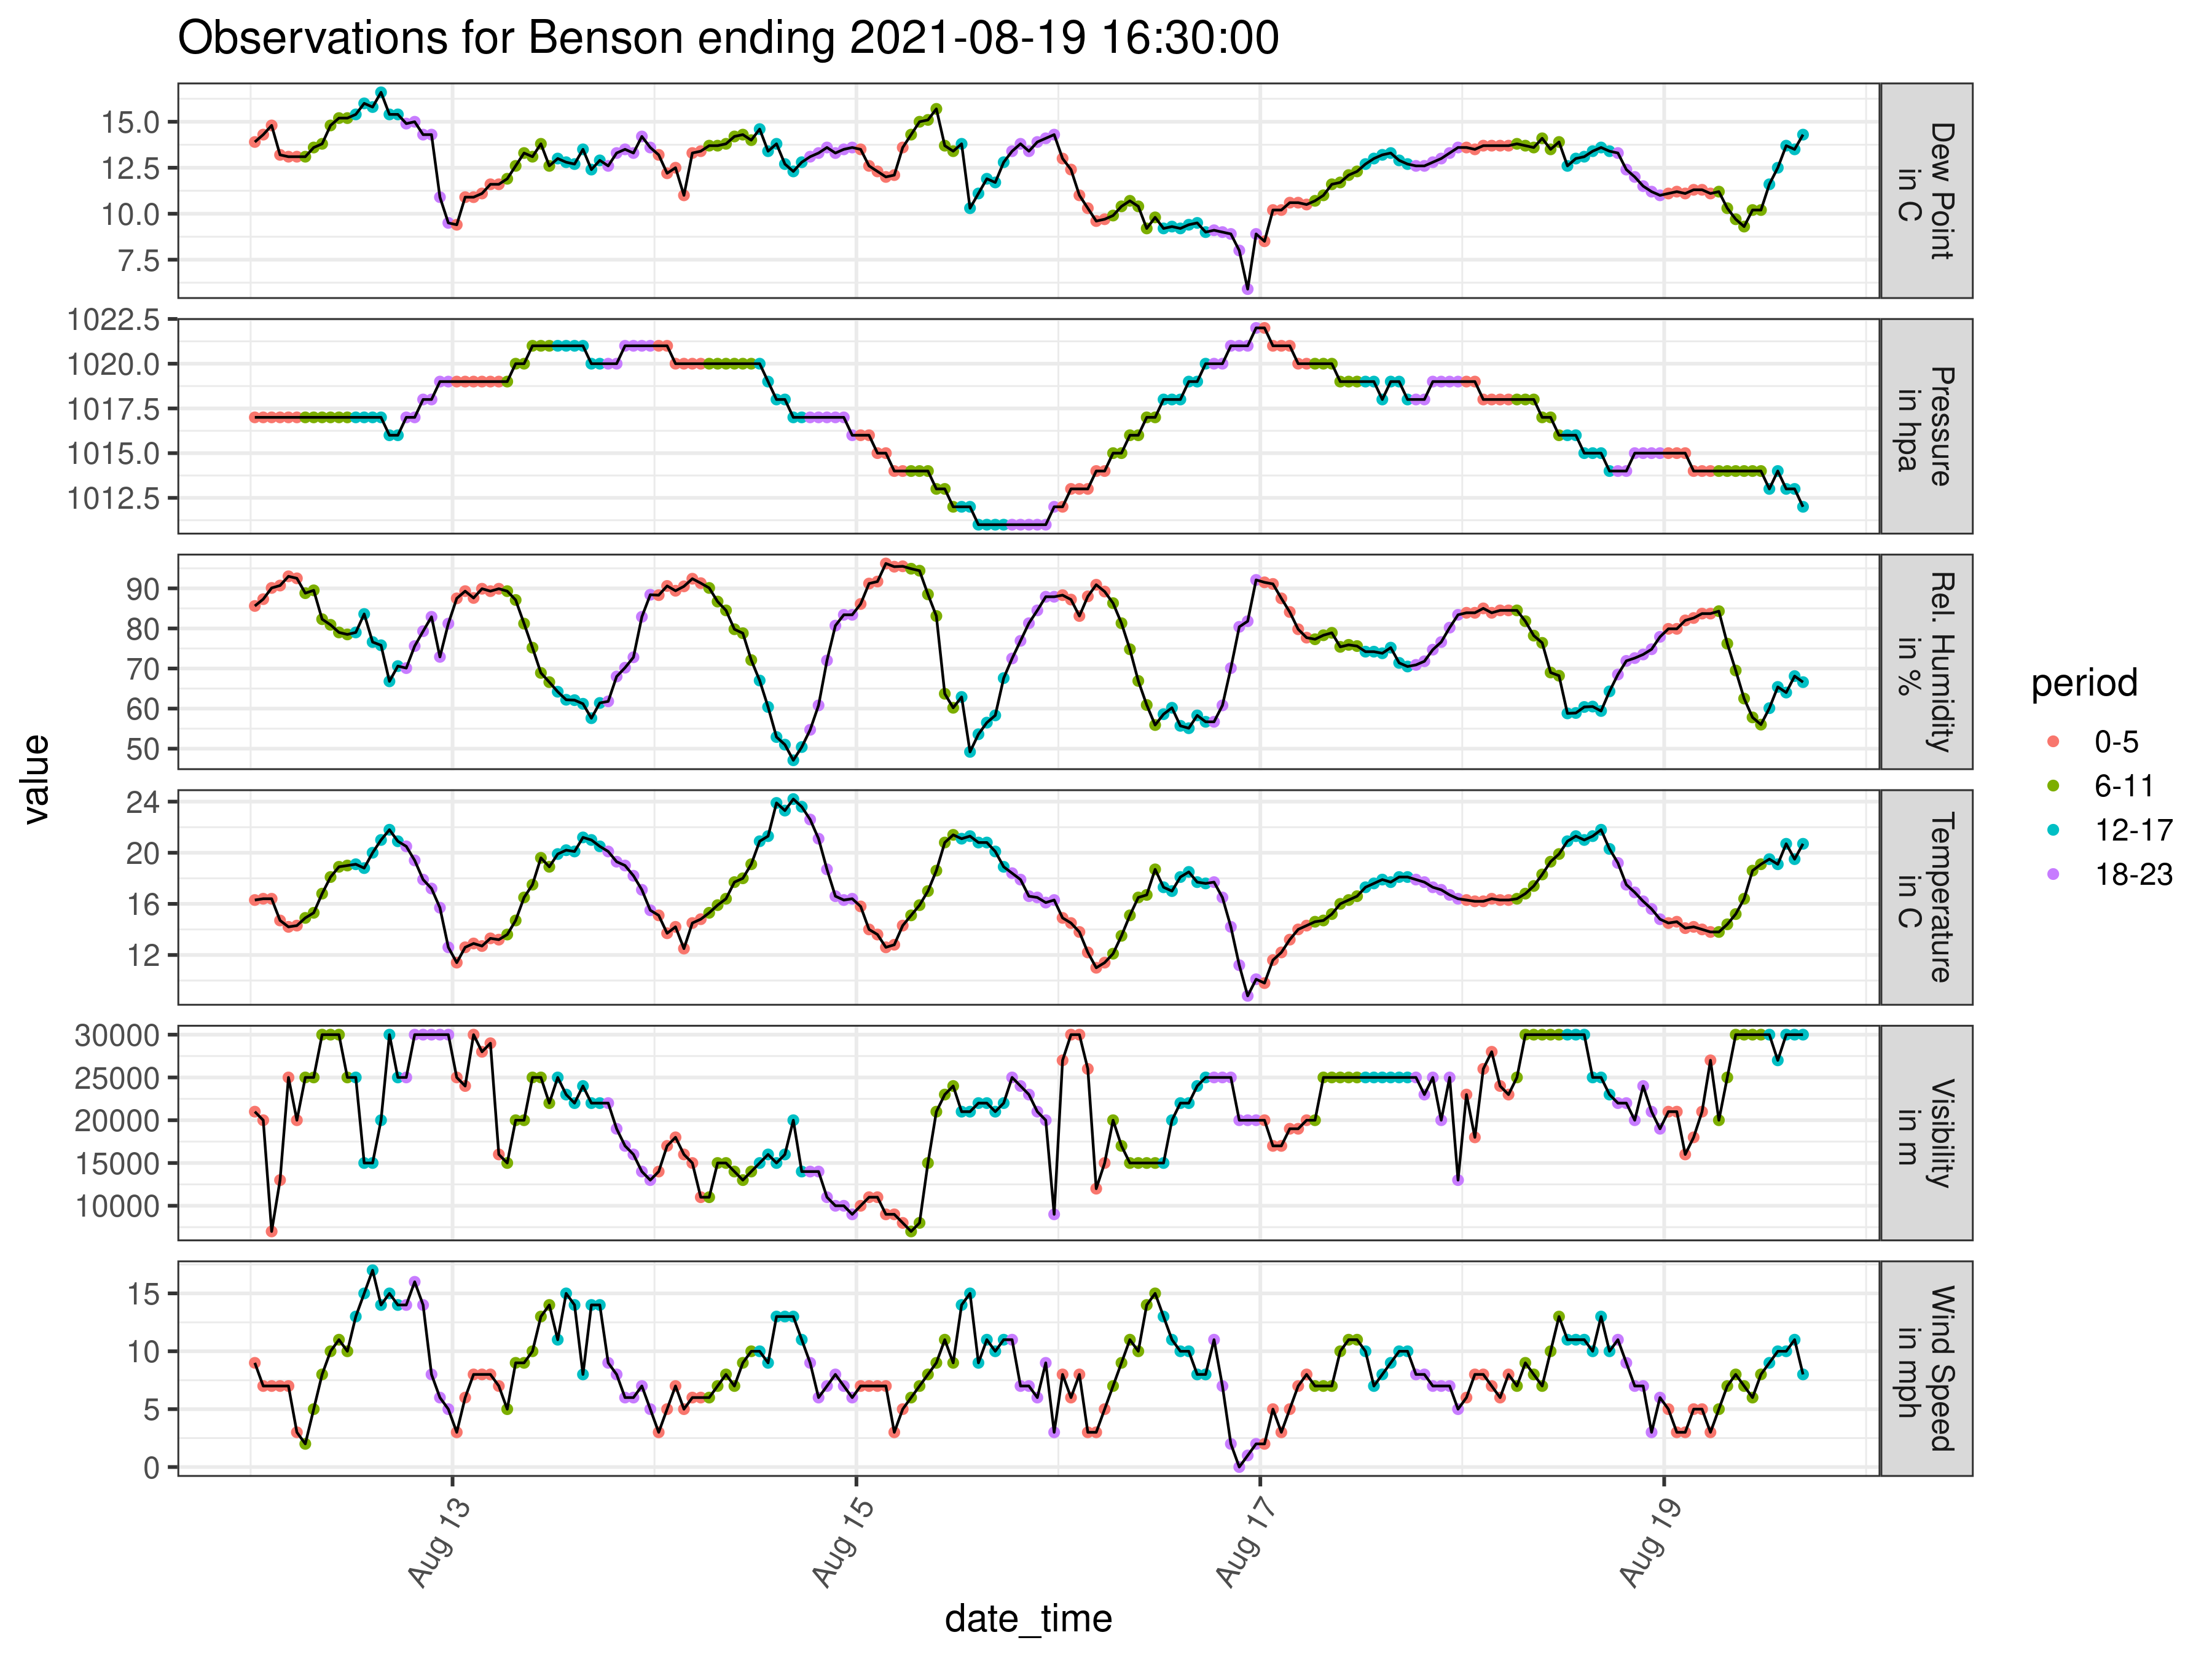 Observations for Benson ending 2021-08-19 16:30:00
value
15.0
12.5
10.0
7.5
Dew Point
in C
1022.5
1020.0
1017.5
1015.0
1012.5
Pressure
in hpa
90
80
70
60
50
Rel. Humidity
in %
24
20
16
12
Temperature
in C
30000
25000
20000
15000
10000
Visibility
in m
15
10
5
0
Wind Speed
in mph
Aug 13
Aug 15
Aug 17
Aug 19
date_time
period
0-5
6-11
12-17
18-23